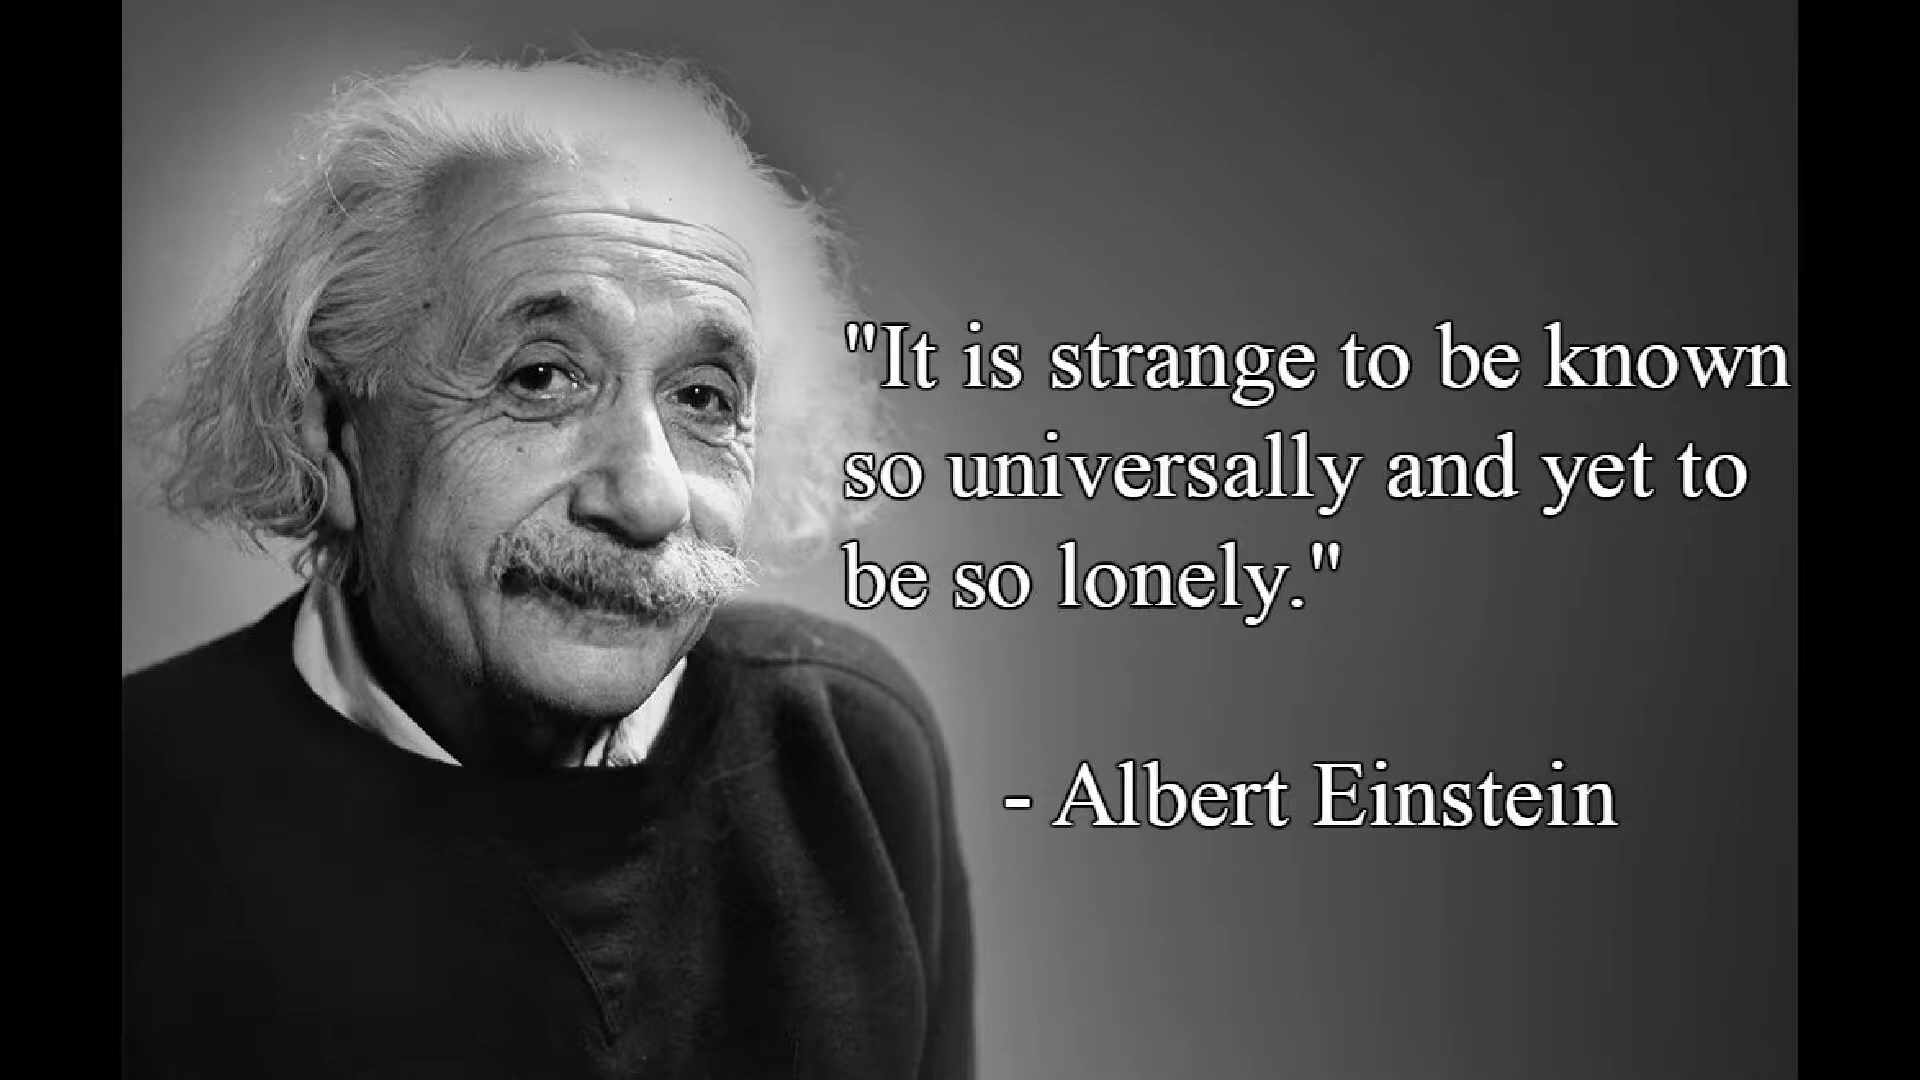 "It is strange to be known
so universally and yet to
be so lonely."
- Albert Einstein